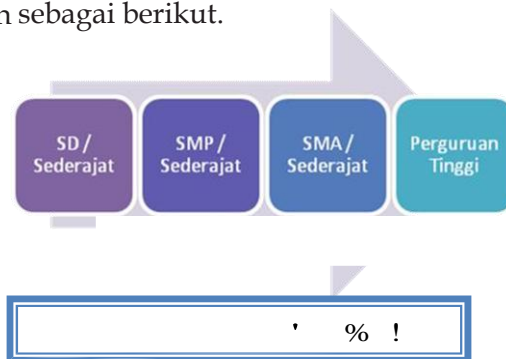 sebagai berikut.
SD /
Sederajat
SMP /
Sederajat
SMA /
Sederajat
Perguruan
Tinggi
' % !